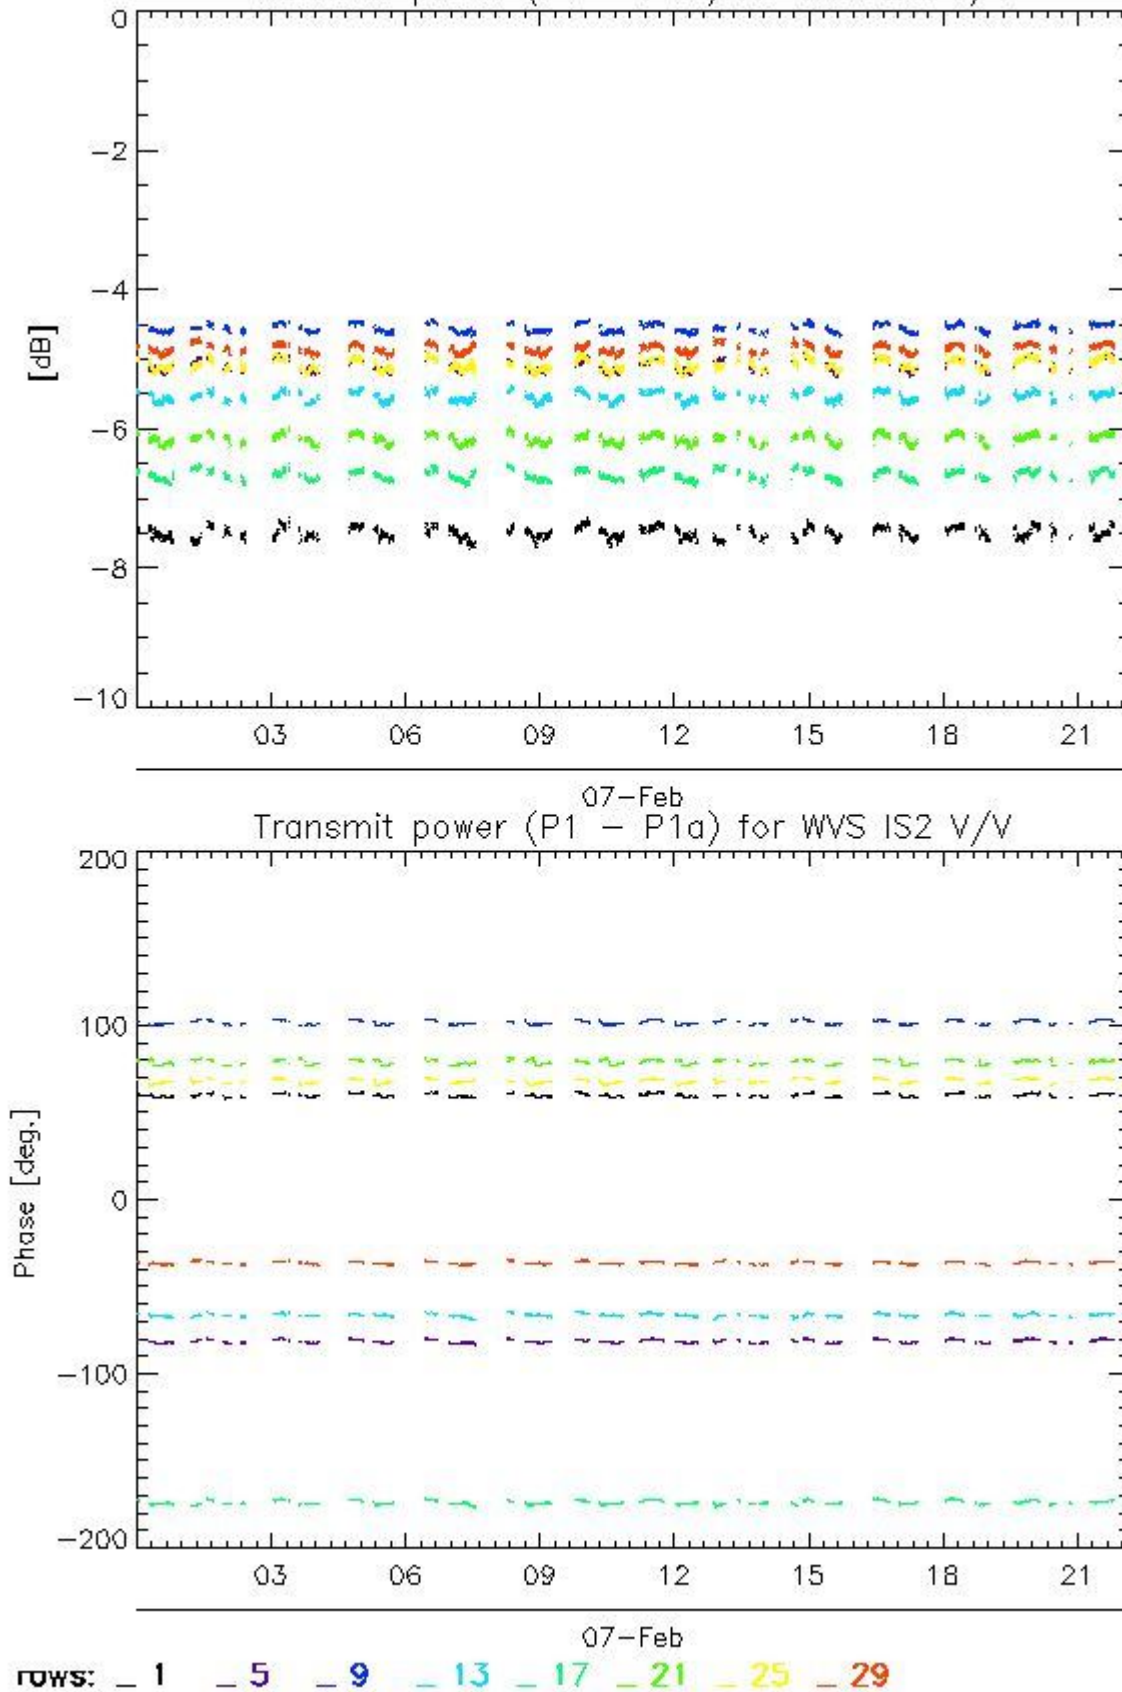 0
-2
-4
[dB]
-6
-8
-10
03 06 09 12 15 18 21
07-Feb
Transmit power (P1 - P1a) for WVS IS2 V/V
200
100
Phase [deg.]
0
-100
-200
03 06 09 12 15 18 21
07-Feb
rows: _ 1 _ 5 _ 9 _ 13 _ 17 _ 21 _ 25 _ 29